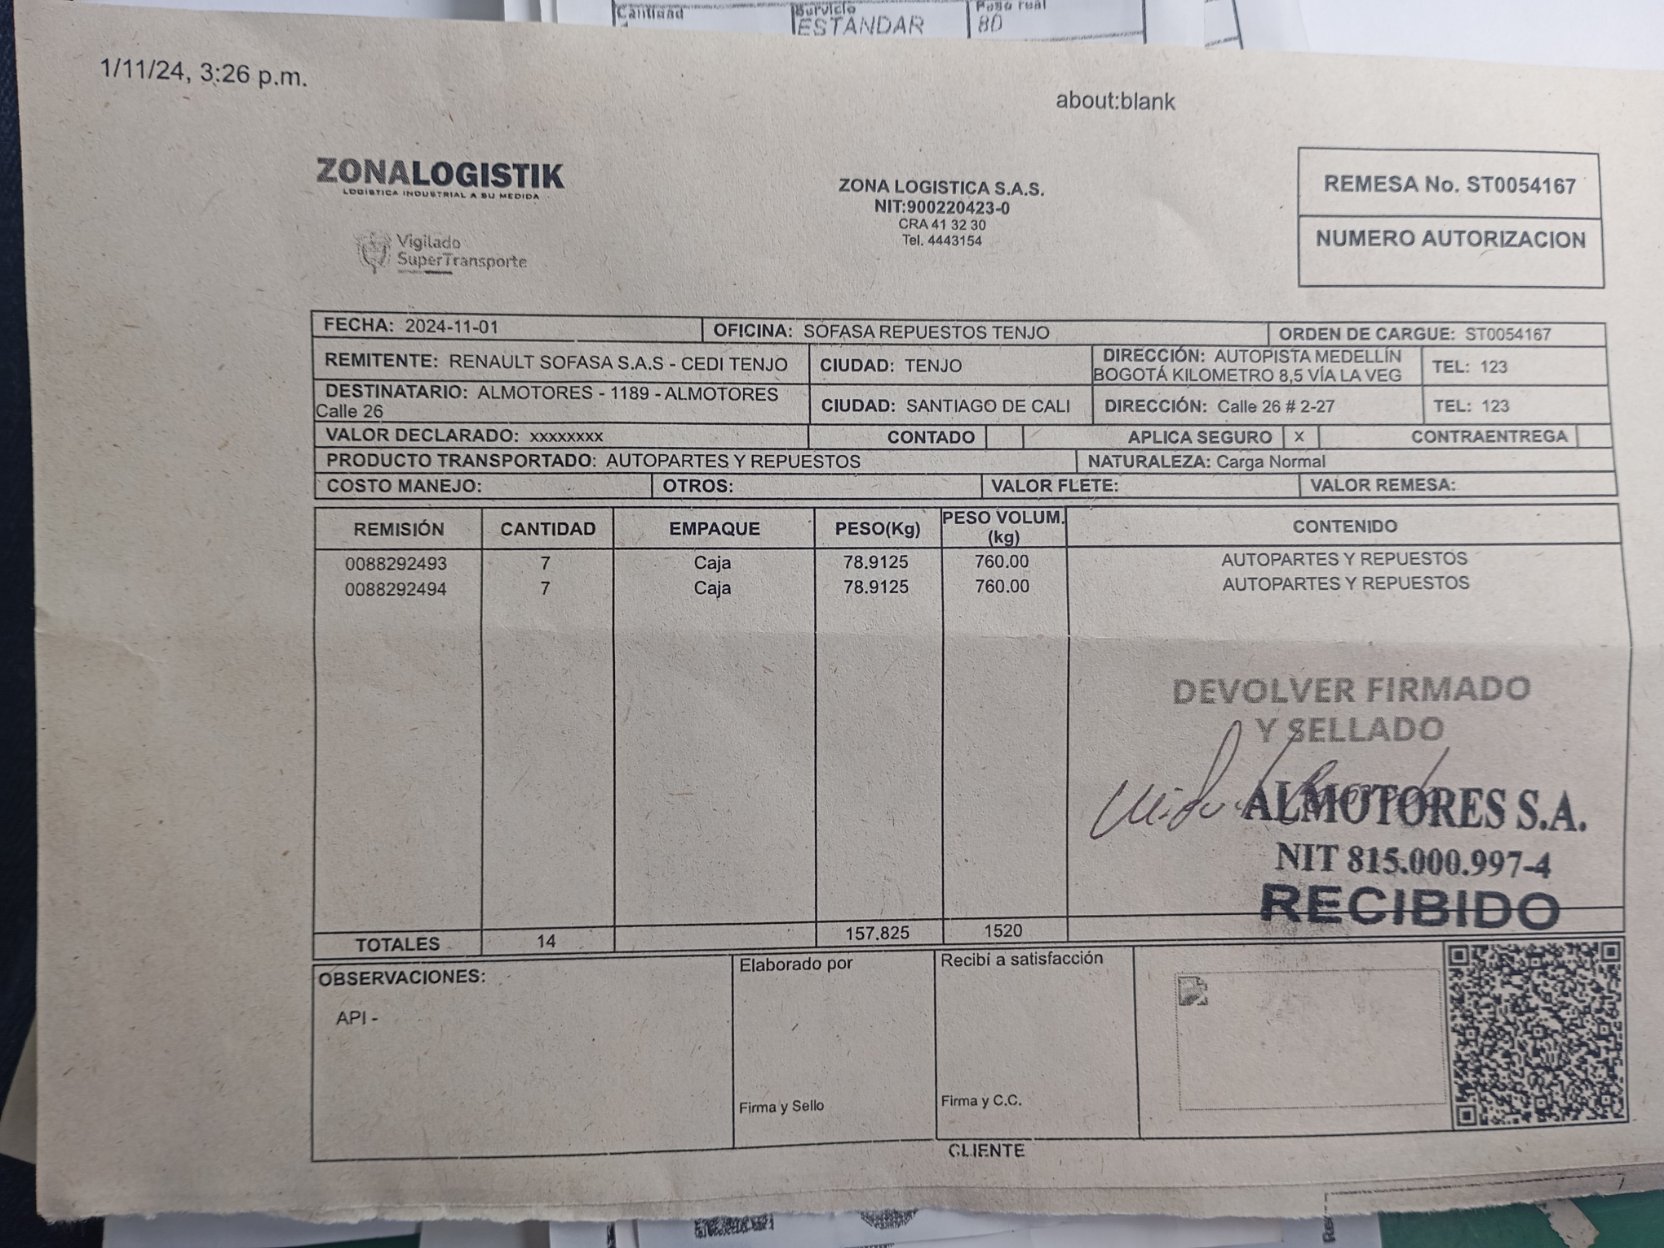 Cantidad Servicio Peso real
ESTANDAR 80
1/11/24, 3:26 p.m.
about:blank
ZONALOGISTIK
LOGISTICA INDUSTRIAL A SU MEDIDA
Vigilado
SuperTransporte
ZONA LOGISTICA S.A.S.
NIT:900220423-0
CRA 41 32 30
Tel. 4443154
REMESA No. ST0054167
NUMERO AUTORIZACION
FECHA: 2024-11-01 OFICINA: SOFASA REPUESTOS TENJO ORDEN DE CARGUE: ST0054167
REMITENTE: RENAULT SOFASA S.A.S - CEDI TENJO CIUDAD: TENJO DIRECCIÓN: AUTOPISTA MEDELLÍN TEL: 123
BOGOTÁ KILOMETRO 8,5 VÍA LA VEG
DESTINATARIO: ALMOTORES - 1189 - ALMOTORES CIUDAD: SANTIAGO DE CALI DIRECCIÓN: Calle 26 # 2-27 TEL: 123
Calle 26
VALOR DECLARADO: xxxxxxxx CONTADO APLICA SEGURO x CONTRAENTREGA
PRODUCTO TRANSPORTADO: AUTOPARTES Y REPUESTOS NATURALEZA: Carga Normal
COSTO MANEJO: OTROS: VALOR FLETE: VALOR REMESA:
REMISIÓN CANTIDAD EMPAQUE PESO(Kg) PESO VOLUM. (kg) CONTENIDO
0088292493 7 Caja 78.9125 760.00 AUTOPARTES Y REPUESTOS
0088292494 7 Caja 78.9125 760.00 AUTOPARTES Y REPUESTOS
DEVOLVER FIRMADO
Y SELLADO
ALMOTORES S.A.
NIT 815.000.997-4
RECIBIDO
TOTALES 14 157.825 1520
OBSERVACIONES: Elaborado por Recibí a satisfacción
API -
Firma y Sello Firma y C.C.
CLIENTE